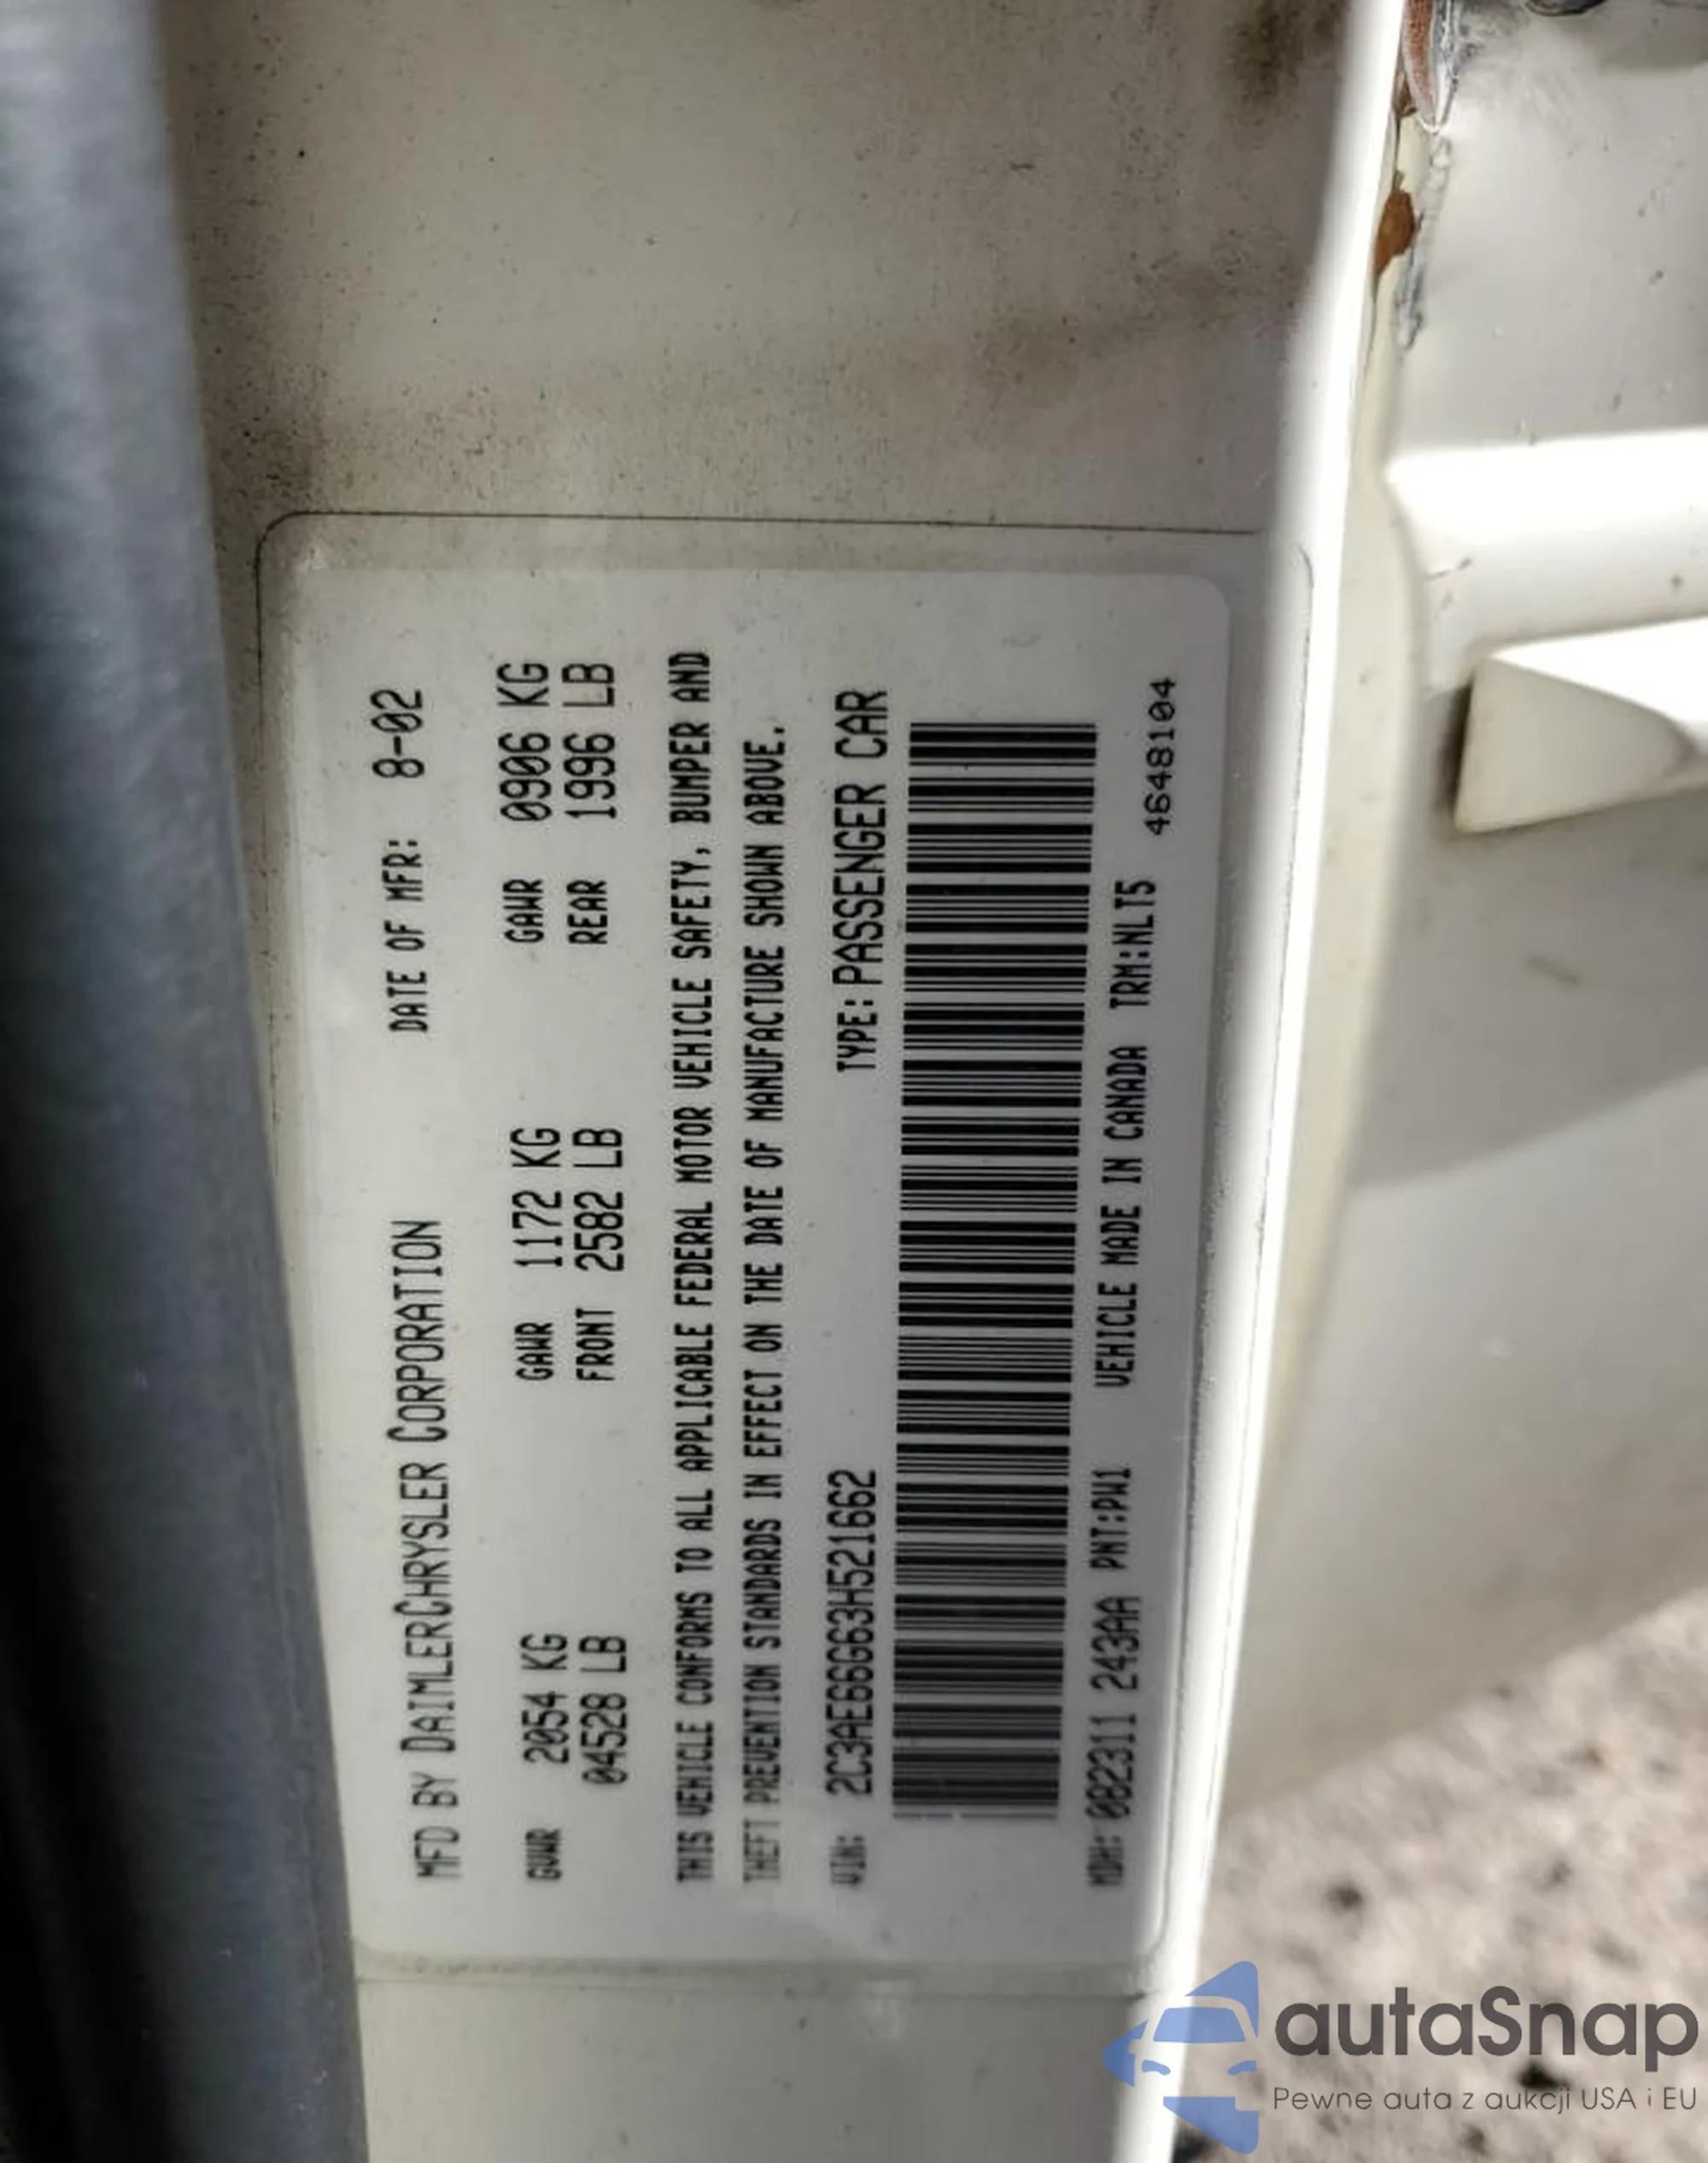 MFD BY DAIMLERCHRYSLER CORPORATION DATE OF MFR: 8-02
GVWR 2054 KG GAWR 1172 KG GAWR 0906 KG
04528 LB FRONT 2582 LB REAR 1996 LB
THIS VEHICLE CONFORMS TO ALL APPLICABLE FEDERAL MOTOR VEHICLE SAFETY, BUMPER AND
THEFT PREVENTION STANDARDS IN EFFECT ON THE DATE OF MANUFACTURE SHOWN ABOVE.
VIN: 2C3AE66G63H521662 TYPE: PASSENGER CAR
MDH: 082311 243AA PNT:PW1 VEHICLE MADE IN CANADA TRM:NLT5
4648104
autaSnap
Pewne auta z aukcji USA i EU